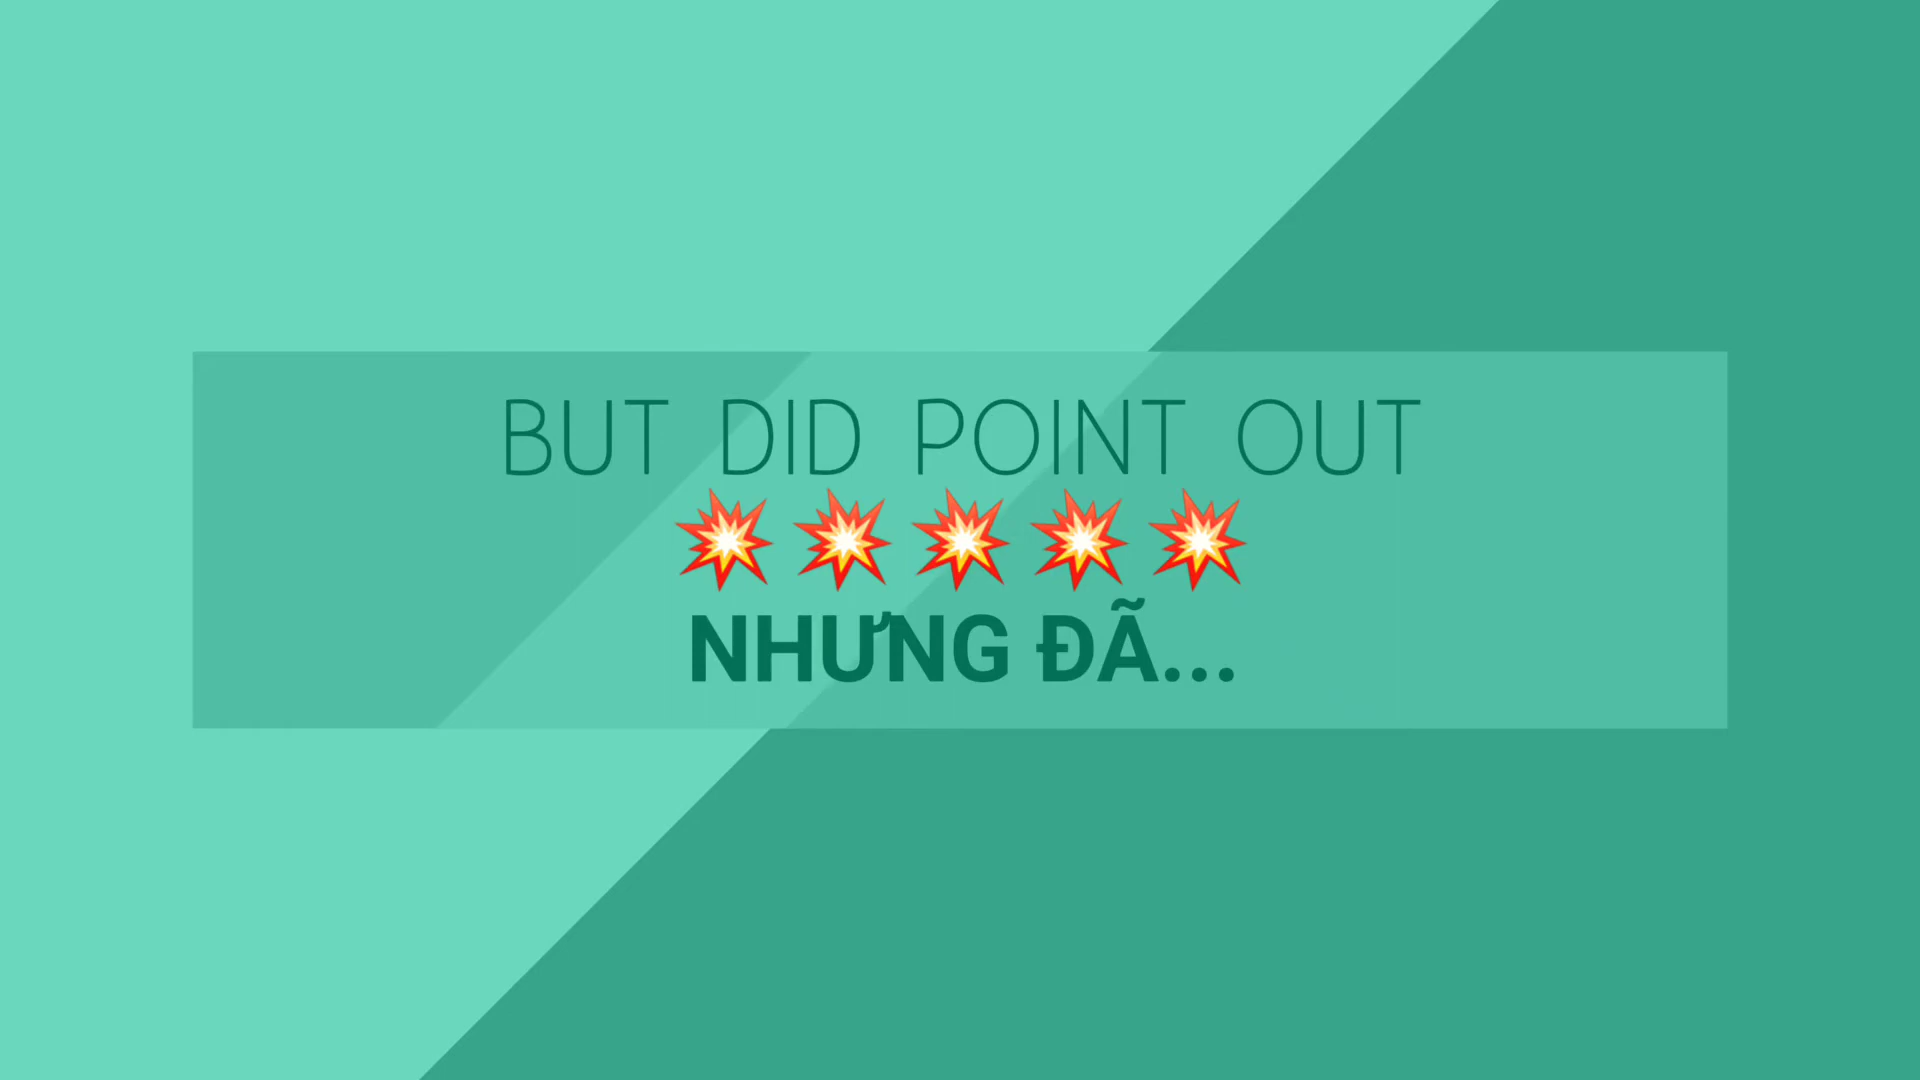 BUT DID POINT OUT
💥💥💥💥💥
NHƯNG ĐÃ...